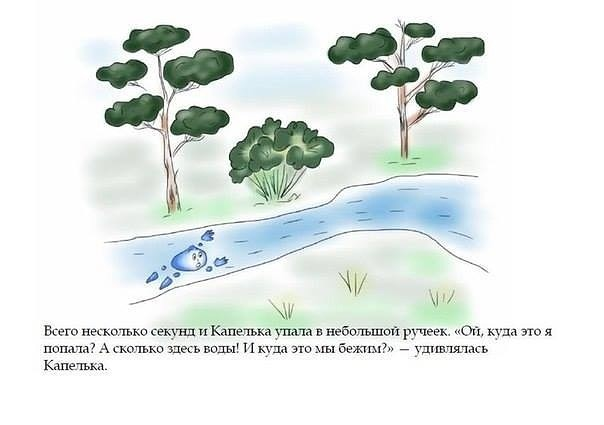 Всего несколько секунд и Капелька упала в небольшой ручеек. «Ой, куда это я
попала? А сколько здесь воды! И куда это мы бежим?» — удивлялась
Капелька.